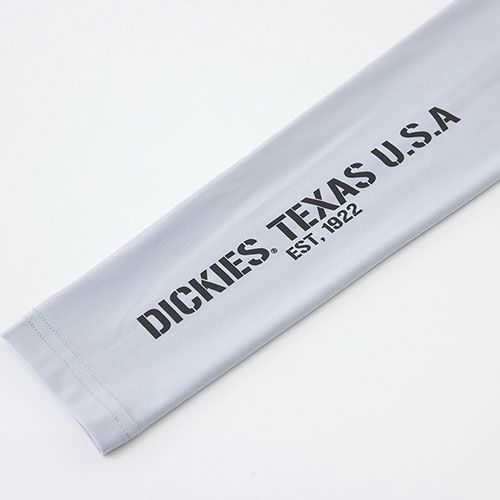 DICKIES® TEXAS U.S.A
EST, 1922